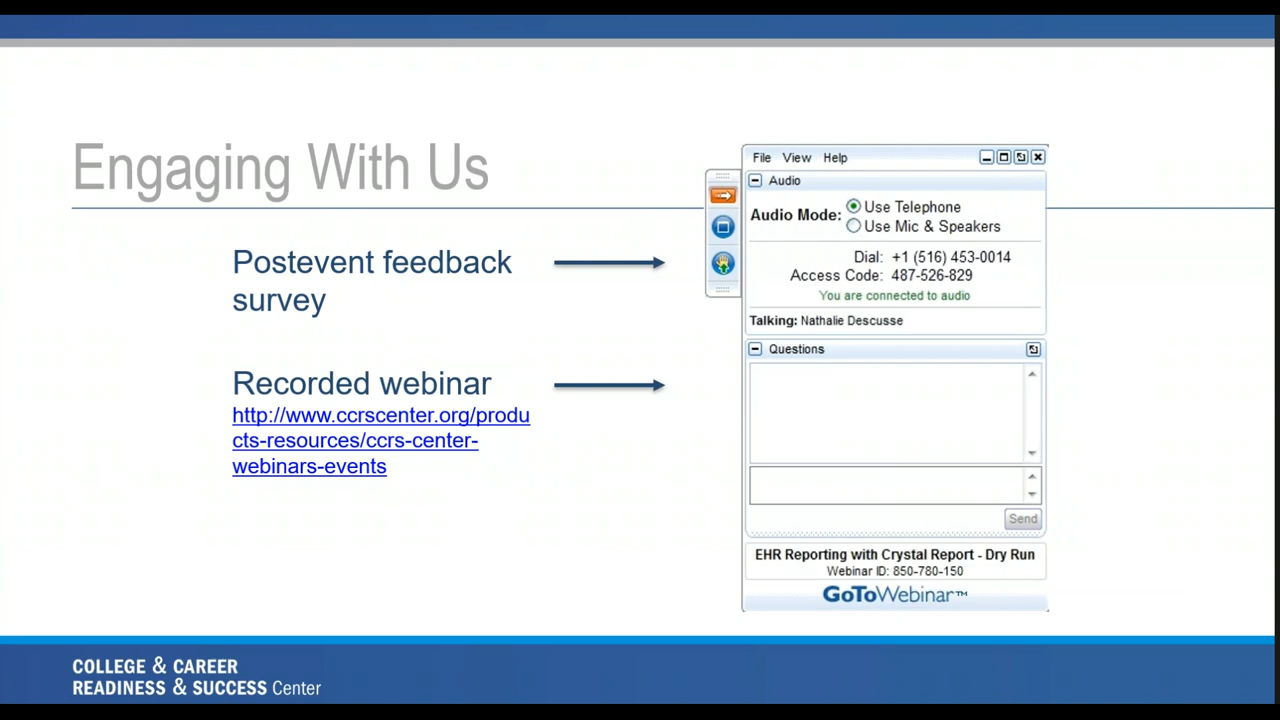 Engaging With Us
Postevent feedback
survey
Recorded webinar
http://www.ccrscenter.org/produ
cts-resources/ccrs-center-
webinars-events
File View Help
Audio
Audio Mode: Use Telephone
Use Mic & Speakers
Dial: +1 (516) 453-0014
Access Code: 487-526-829
You are connected to audio
Talking: Nathalie Descusse
Questions
Send
EHR Reporting with Crystal Report - Dry Run
Webinar ID: 850-780-150
GoToWebinar™
COLLEGE & CAREER
READINESS & SUCCESS Center